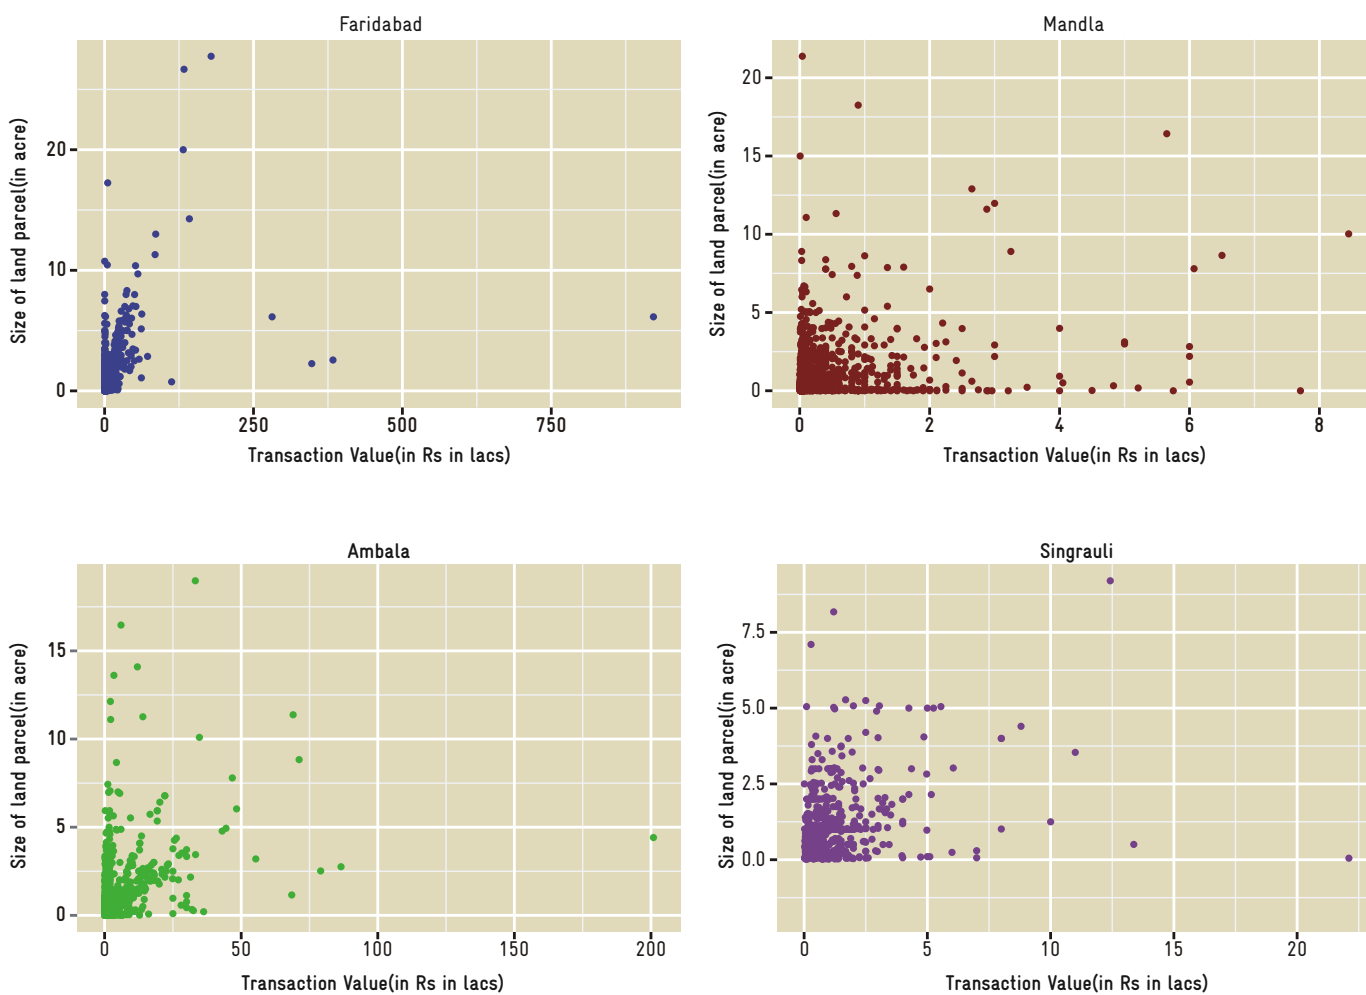 Faridabad
Size of land parcel(in acre)
20
10
0
0 250 500 750
Transaction Value(in Rs in lacs)
Mandla
Size of land parcel(in acre)
20
15
10
5
0
0 2 4 6 8
Transaction Value(in Rs in lacs)
Ambala
Size of land parcel(in acre)
15
10
5
0
0 50 100 150 200
Transaction Value(in Rs in lacs)
Singrauli
Size of land parcel(in acre)
7.5
5.0
2.5
0.0
0 5 10 15 20
Transaction Value(in Rs in lacs)